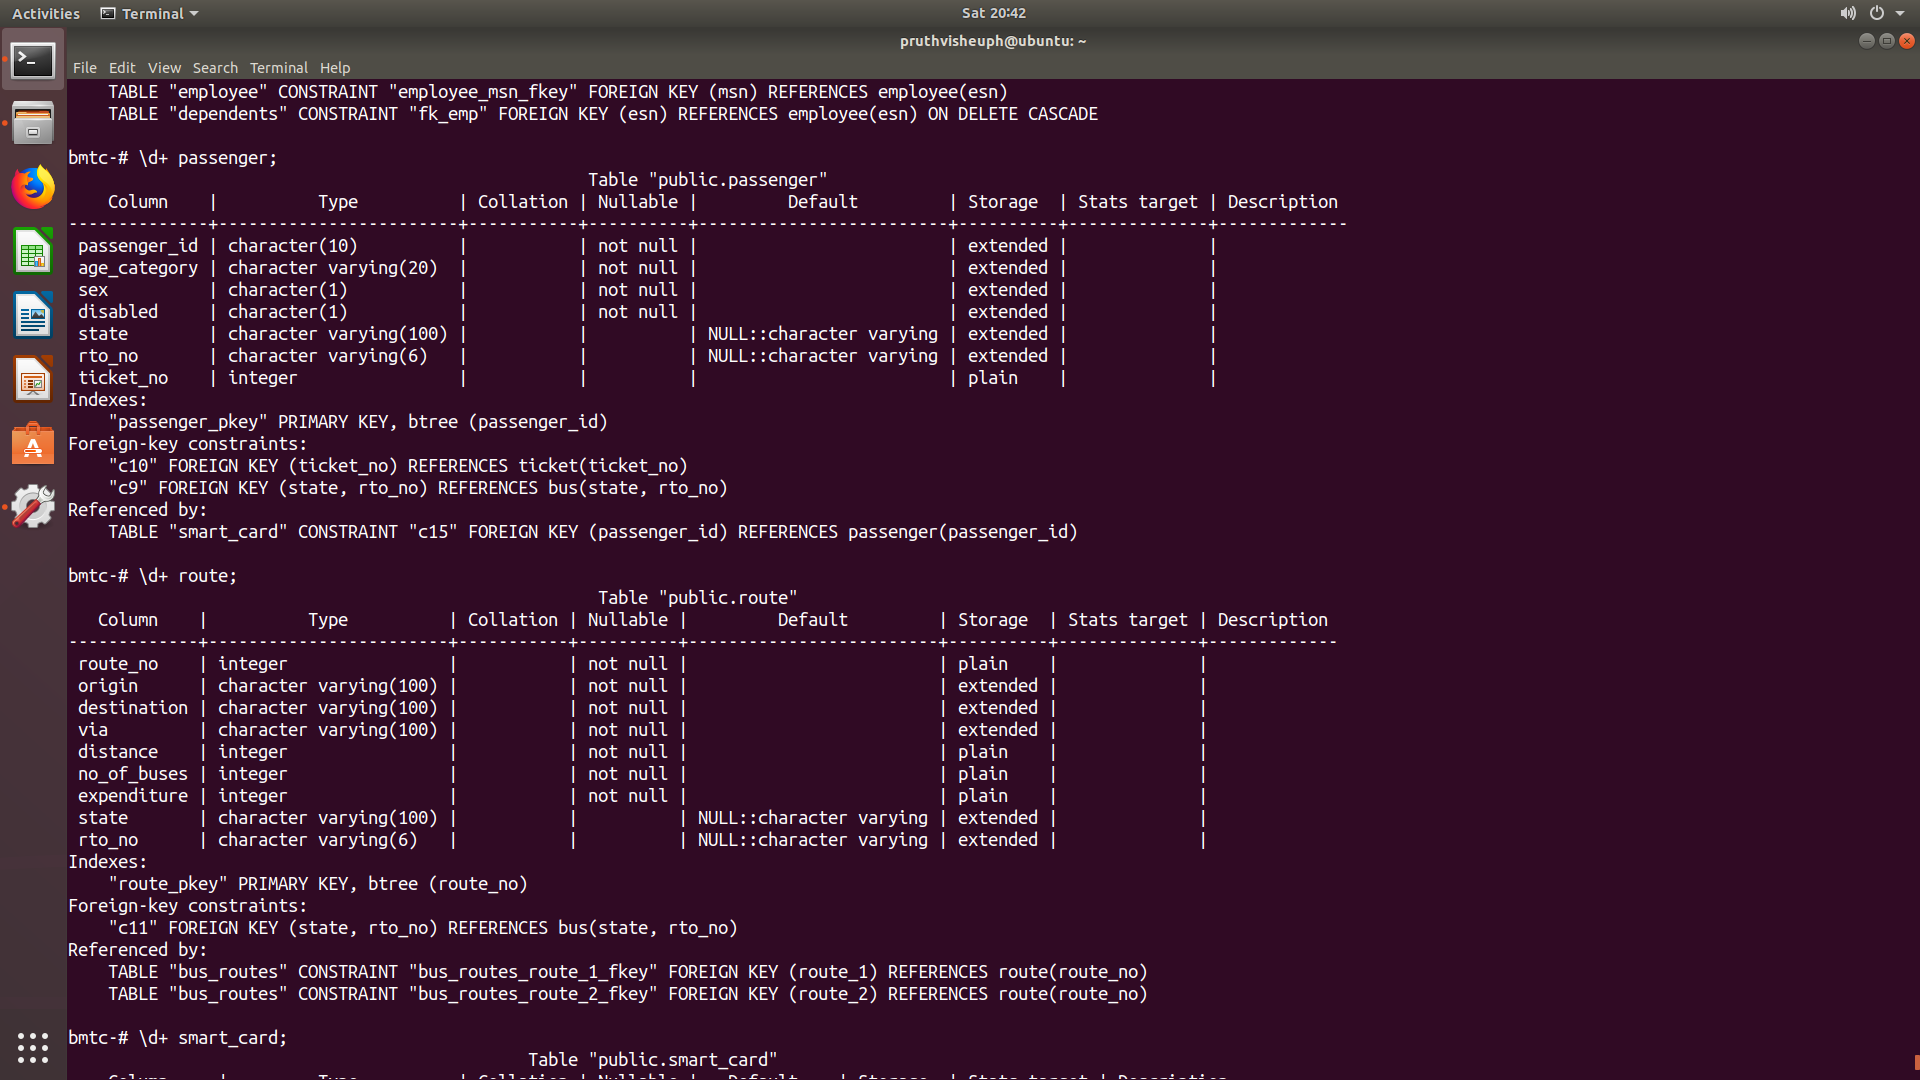 Activities Terminal Sat 20:42
pruthvisheuph@ubuntu: ~
File Edit View Search Terminal Help
    TABLE "employee" CONSTRAINT "employee_msn_fkey" FOREIGN KEY (msn) REFERENCES employee(esn)
    TABLE "dependents" CONSTRAINT "fk_emp" FOREIGN KEY (esn) REFERENCES employee(esn) ON DELETE CASCADE

bmtc-# \d+ passenger;
                                                    Table "public.passenger"
    Column    |          Type          | Collation | Nullable |         Default         | Storage  | Stats target | Description
--------------+------------------------+-----------+----------+-------------------------+----------+--------------+-------------
 passenger_id | character(10)          |           | not null |                         | extended |              |
 age_category | character varying(20)  |           | not null |                         | extended |              |
 sex          | character(1)           |           | not null |                         | extended |              |
 disabled     | character(1)           |           | not null |                         | extended |              |
 state        | character varying(100) |           |          | NULL::character varying | extended |              |
 rto_no       | character varying(6)   |           |          | NULL::character varying | extended |              |
 ticket_no    | integer                |           |          |                         | plain    |              |
Indexes:
    "passenger_pkey" PRIMARY KEY, btree (passenger_id)
Foreign-key constraints:
    "c10" FOREIGN KEY (ticket_no) REFERENCES ticket(ticket_no)
    "c9" FOREIGN KEY (state, rto_no) REFERENCES bus(state, rto_no)
Referenced by:
    TABLE "smart_card" CONSTRAINT "c15" FOREIGN KEY (passenger_id) REFERENCES passenger(passenger_id)

bmtc-# \d+ route;
                                                     Table "public.route"
   Column    |          Type          | Collation | Nullable |         Default         | Storage  | Stats target | Description
-------------+------------------------+-----------+----------+-------------------------+----------+--------------+-------------
 route_no    | integer                |           | not null |                         | plain    |              |
 origin      | character varying(100) |           | not null |                         | extended |              |
 destination | character varying(100) |           | not null |                         | extended |              |
 via         | character varying(100) |           | not null |                         | extended |              |
 distance    | integer                |           | not null |                         | plain    |              |
 no_of_buses | integer                |           | not null |                         | plain    |              |
 expenditure | integer                |           | not null |                         | plain    |              |
 state       | character varying(100) |           |          | NULL::character varying | extended |              |
 rto_no      | character varying(6)   |           |          | NULL::character varying | extended |              |
Indexes:
    "route_pkey" PRIMARY KEY, btree (route_no)
Foreign-key constraints:
    "c11" FOREIGN KEY (state, rto_no) REFERENCES bus(state, rto_no)
Referenced by:
    TABLE "bus_routes" CONSTRAINT "bus_routes_route_1_fkey" FOREIGN KEY (route_1) REFERENCES route(route_no)
    TABLE "bus_routes" CONSTRAINT "bus_routes_route_2_fkey" FOREIGN KEY (route_2) REFERENCES route(route_no)

bmtc-# \d+ smart_card;
                                              Table "public.smart_card"
    Column     |         Type          | Collation | Nullable |   Default    | Storage  | Stats target | Description